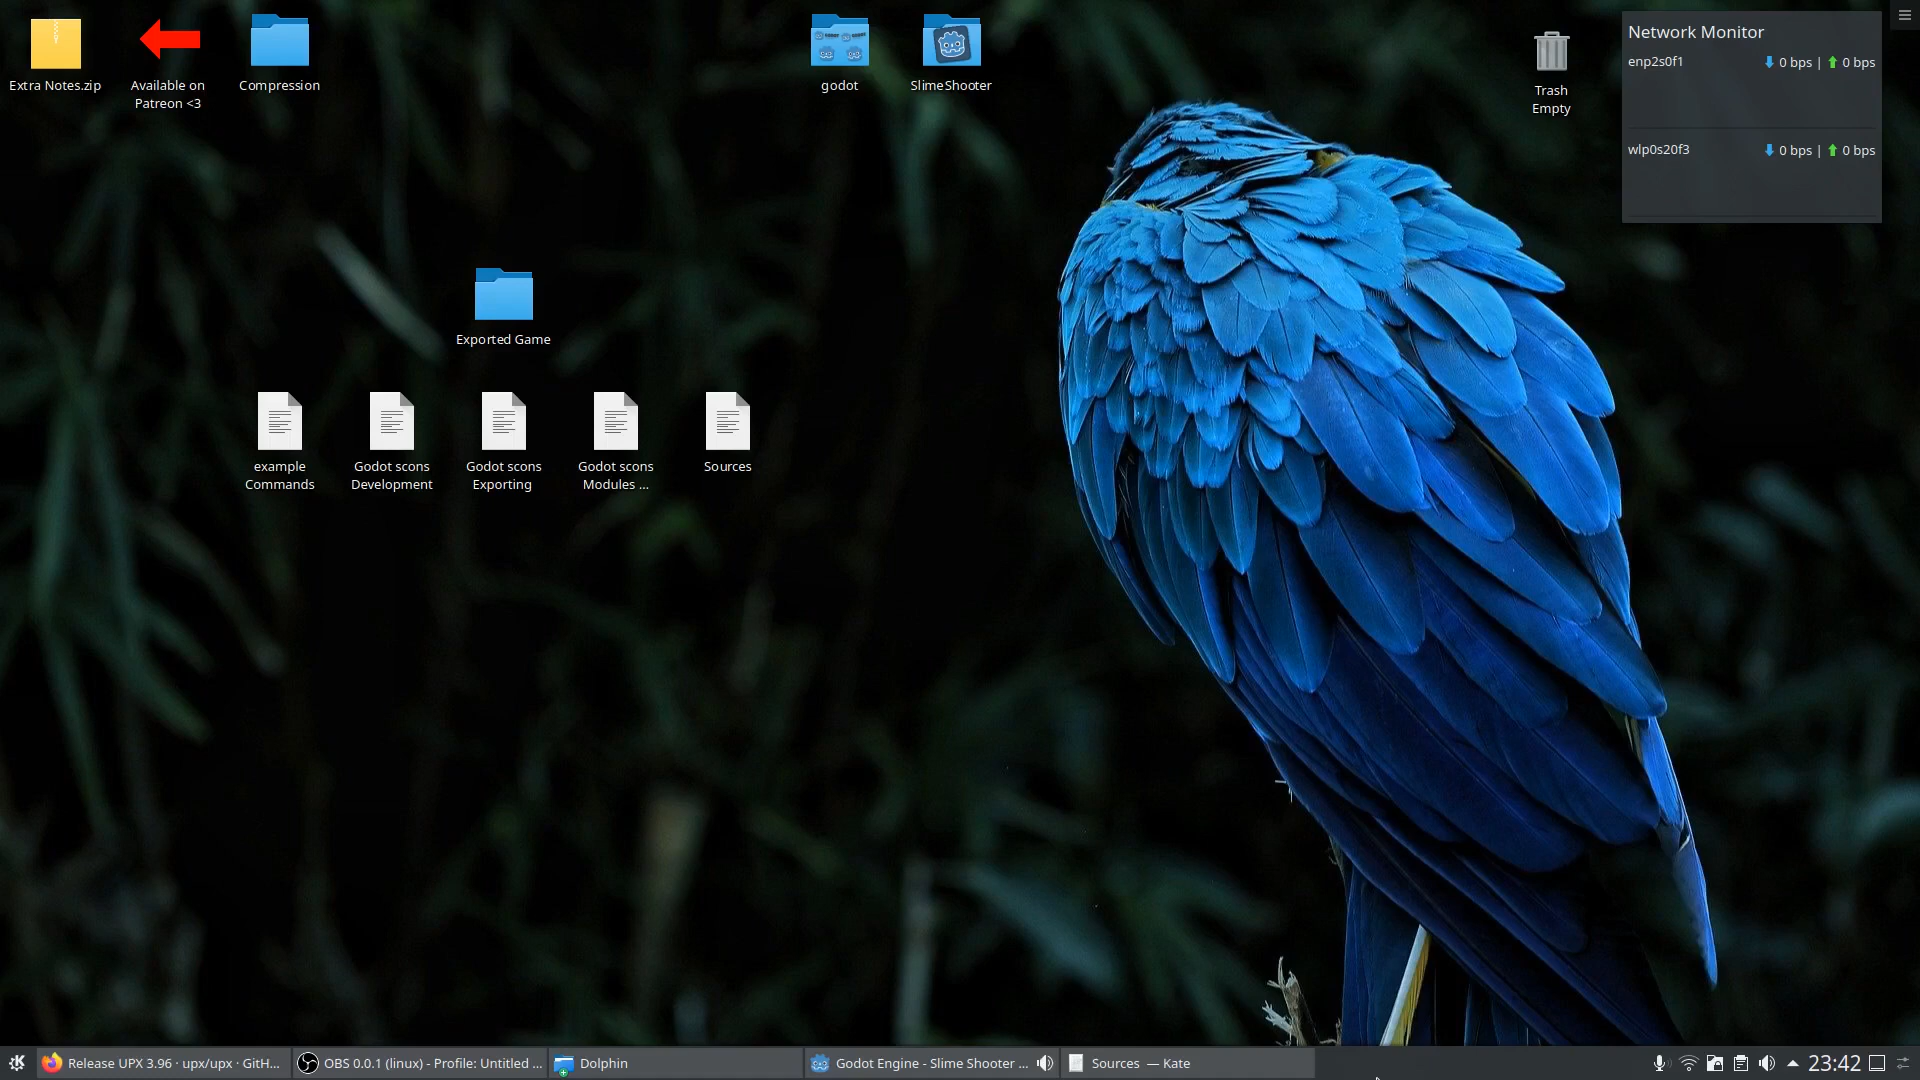 Extra Notes.zip
Available on
Patreon <3
Compression
godot
SlimeShooter
Trash
Empty
Network Monitor
enp2s0f1
0 bps | 0 bps
wlp0s20f3
0 bps | 0 bps
Exported Game
example
Commands
Godot scons
Development
Godot scons
Exporting
Godot scons
Modules ...
Sources
Release UPX 3.96 · upx/upx · GitH...
OBS 0.0.1 (linux) - Profile: Untitled ...
Dolphin
Godot Engine - Slime Shooter ...
Sources — Kate
23:42